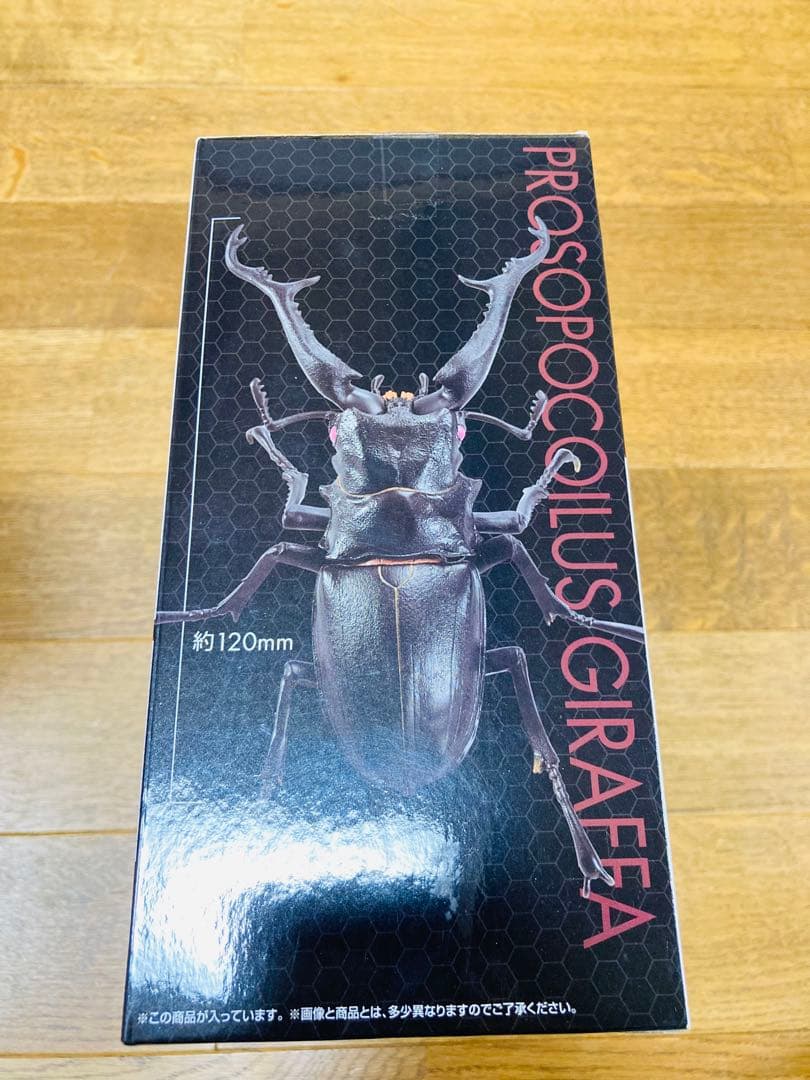 PROSOPOCOILUS GIRAFFA
約120mm
※この商品が入っています。※画像と商品とは、多少異なりますのでご了承ください。